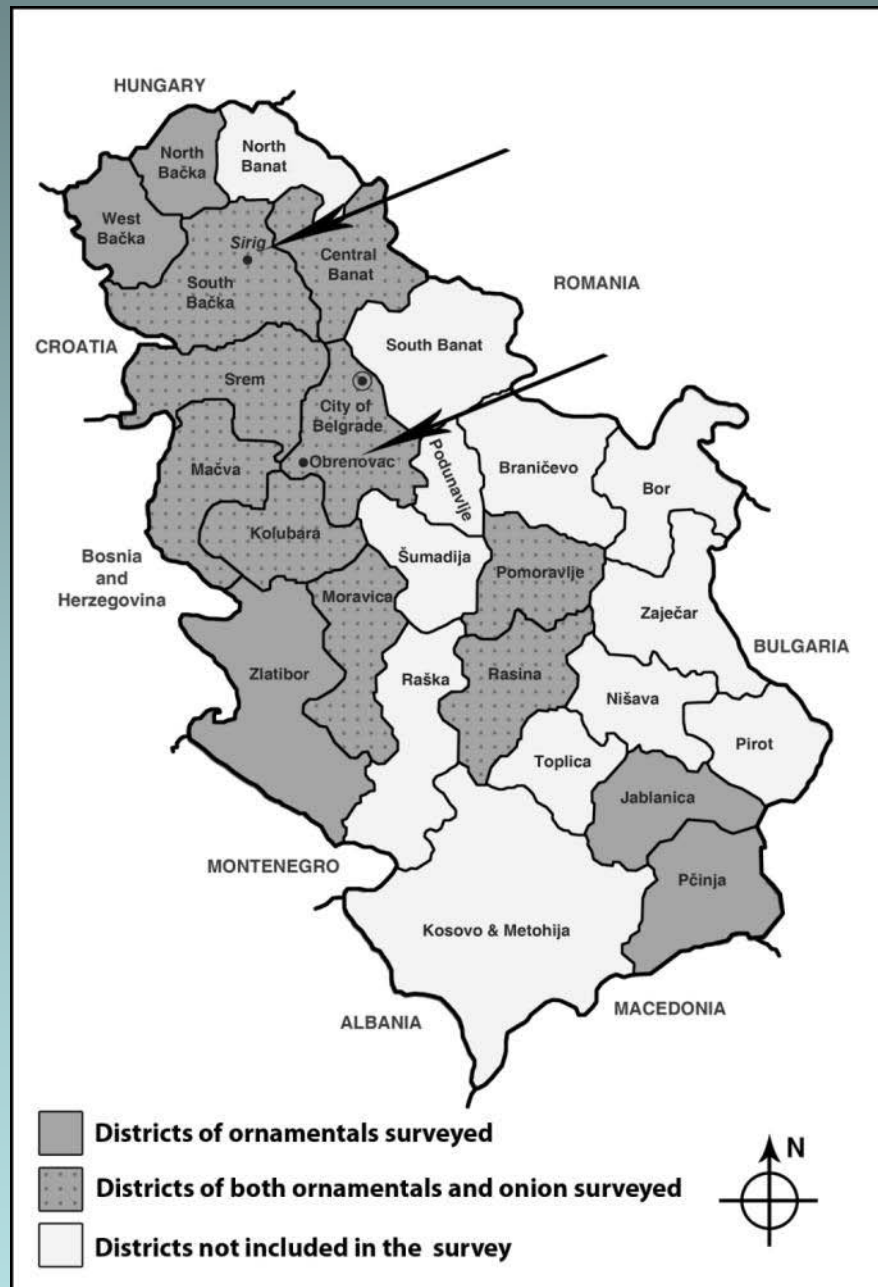 HUNGARY
North
Bačka
North
Banat
West
Bačka
Sirig
Central
Banat
South
Bačka
ROMANIA
CROATIA
South Banat
Srem
City of
Belgrade
Mačva
Obrenovac
Podunavlje
Braničevo
Bor
Kolubara
Bosnia
and
Herzegovina
Šumadija
Pomoravlje
Moravica
Zaječar
BULGARIA
Zlatibor
Raška
Rasina
Nišava
Pirot
Toplica
Jablanica
MONTENEGRO
Pčinja
Kosovo & Metohija
ALBANIA
MACEDONIA
Districts of ornamentals surveyed
Districts of both ornamentals and onion surveyed
Districts not included in the survey
N